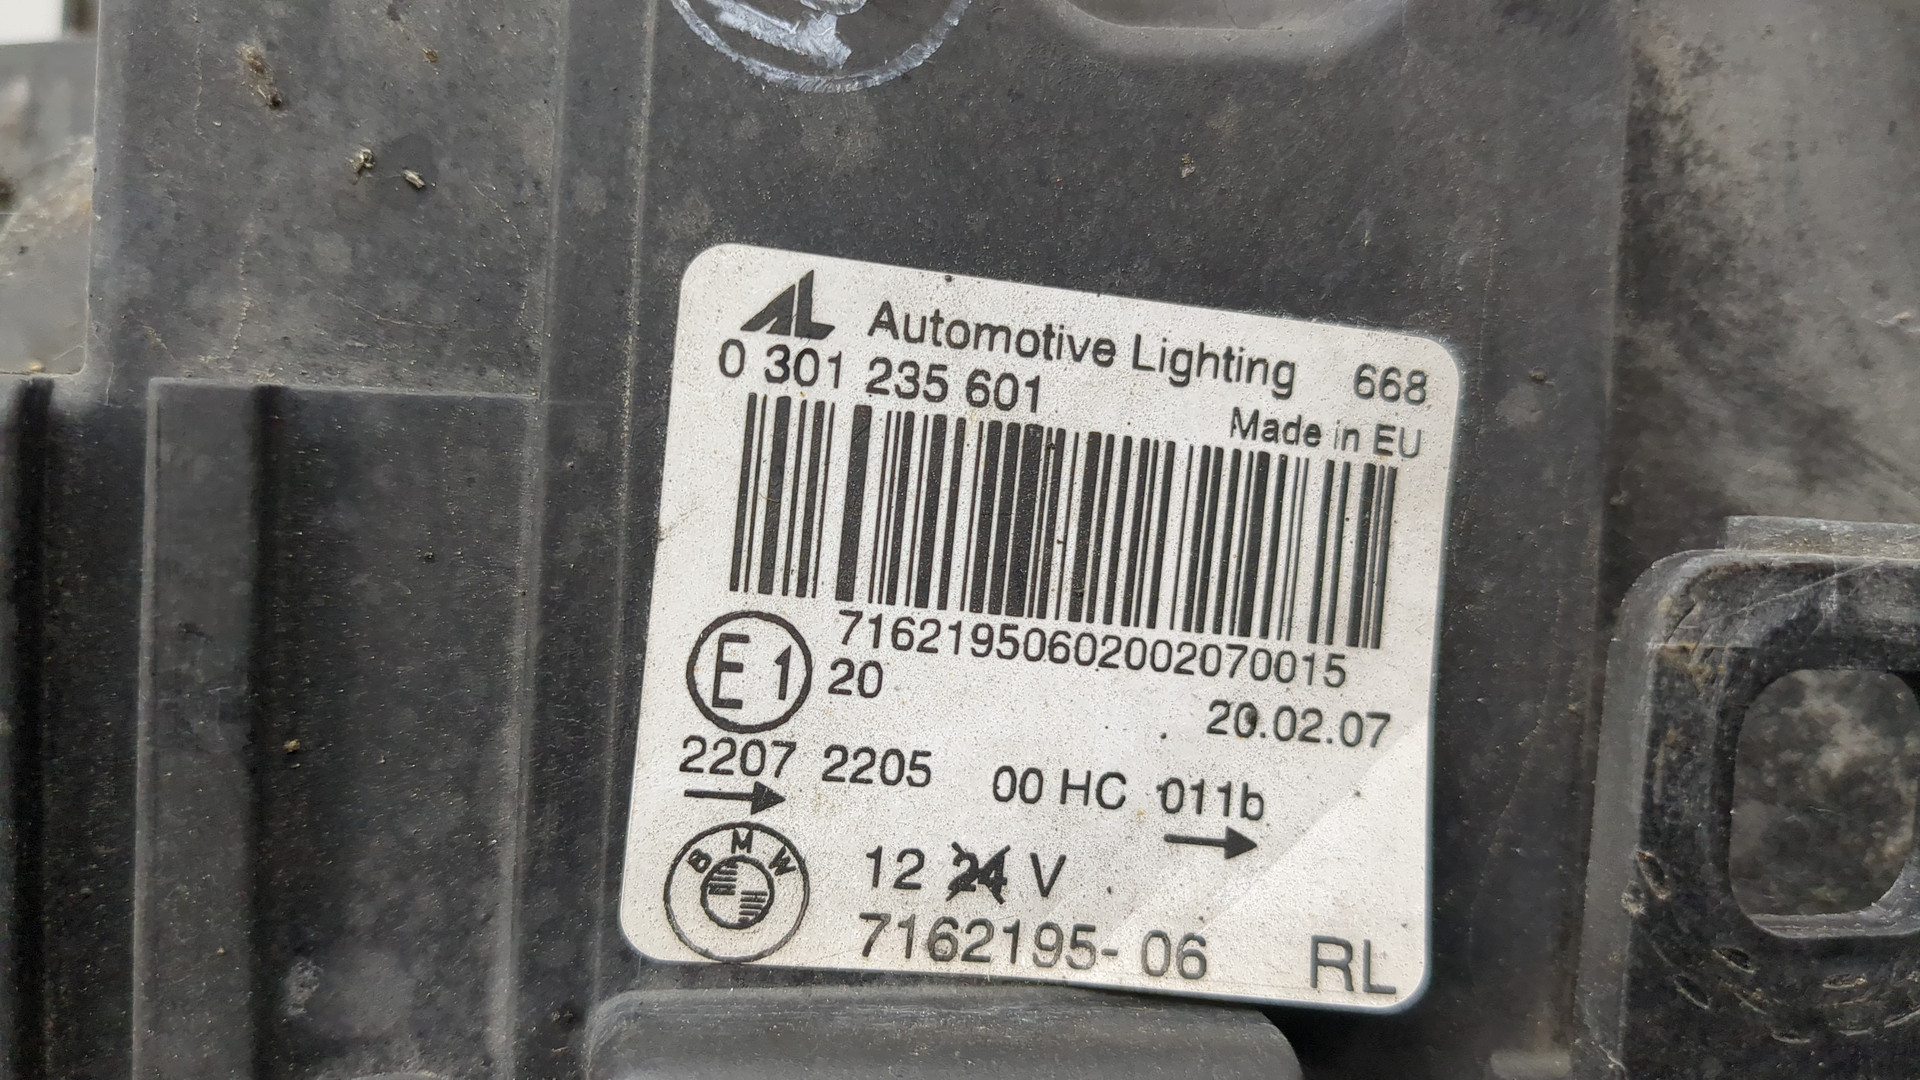 AL Automotive Lighting 668
0 301 235 601
Made in EU
71621950602002070015
E1 20
20.02.07
2207 2205 00 HC 011b
BMW
12 24 V
7162195-06 RL